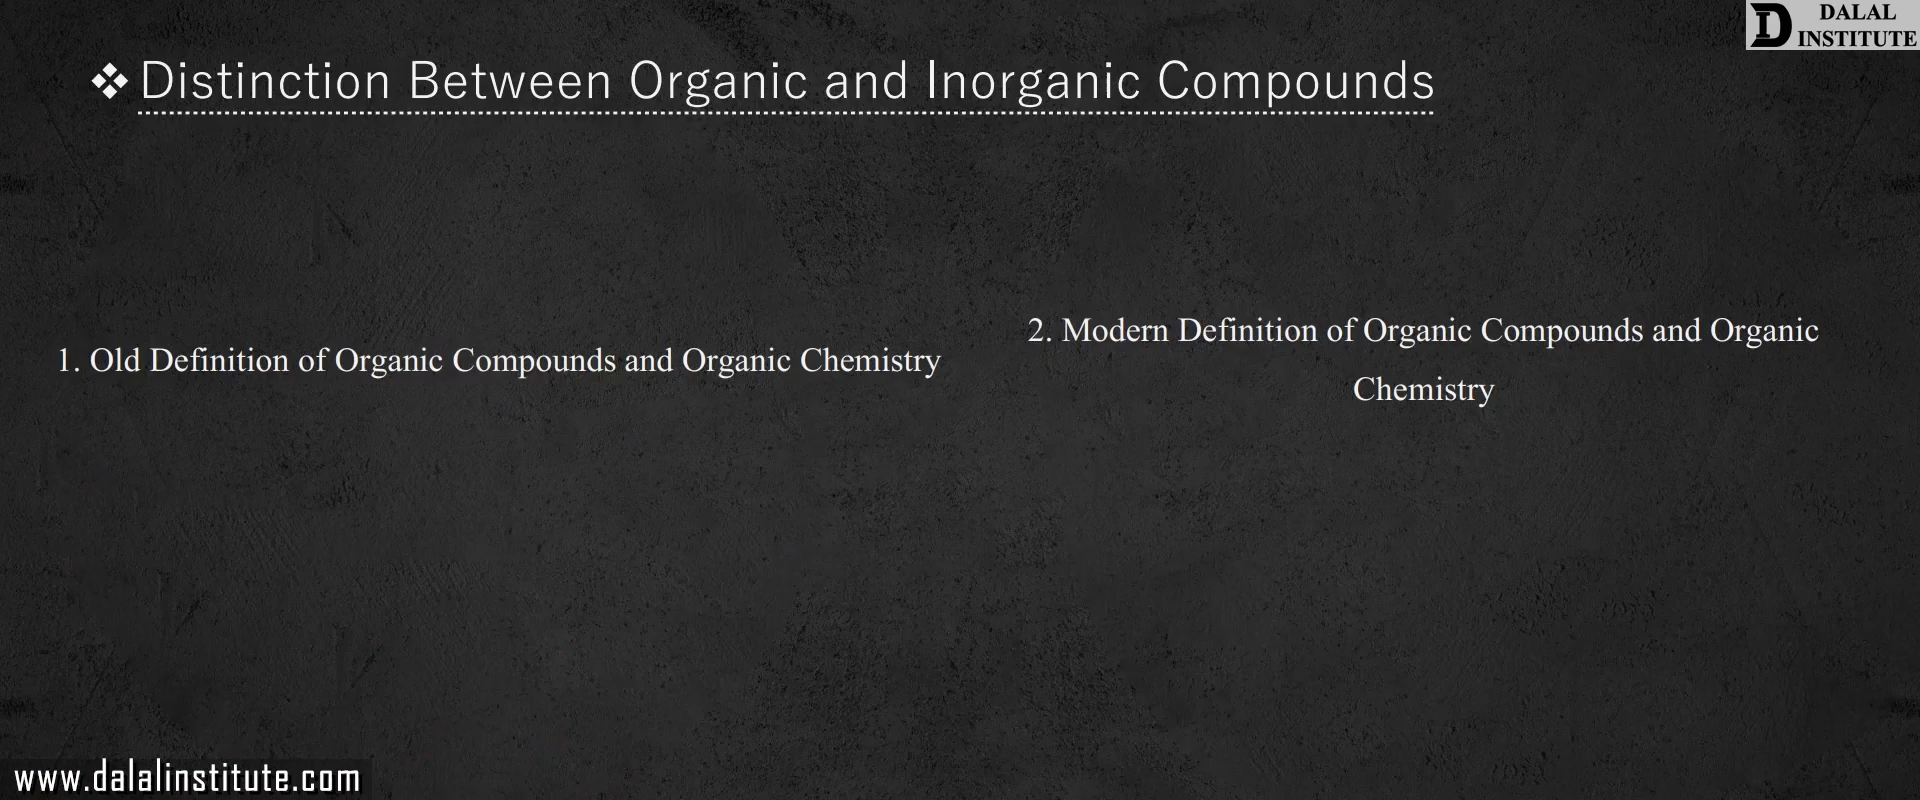 DALAL
INSTITUTE
❖ Distinction Between Organic and Inorganic Compounds
1. Old Definition of Organic Compounds and Organic Chemistry
2. Modern Definition of Organic Compounds and Organic
Chemistry
www.dalalinstitute.com